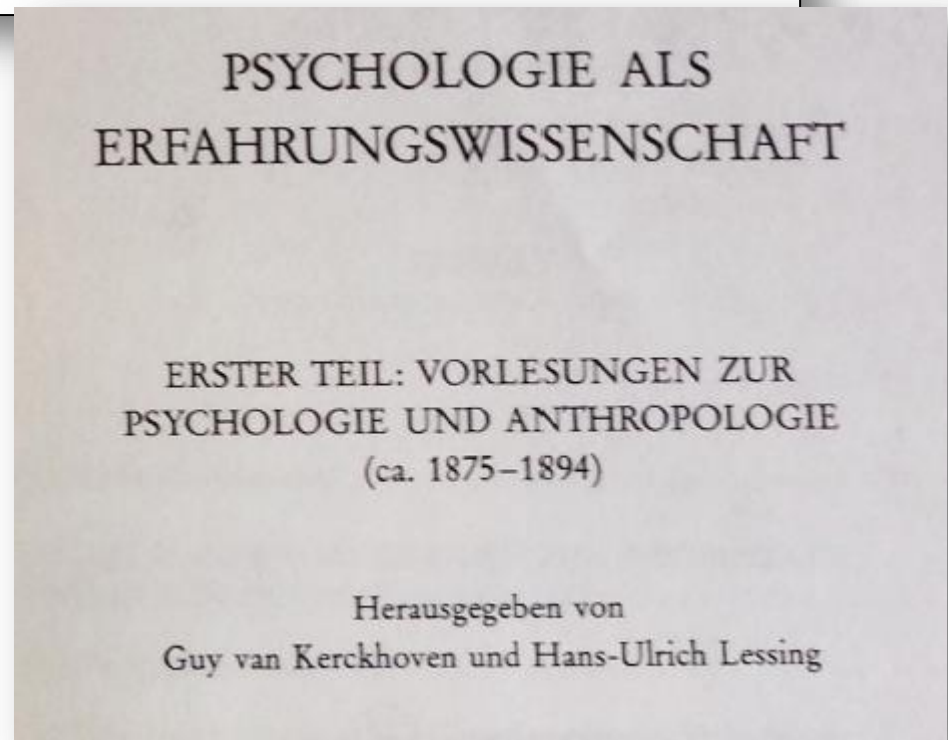 PSYCHOLOGIE ALS
ERFAHRUNGSWISSENSCHAFT
ERSTER TEIL: VORLESUNGEN ZUR
PSYCHOLOGIE UND ANTHROPOLOGIE
(ca. 1875–1894)
Herausgegeben von
Guy van Kerckhoven und Hans-Ulrich Lessing